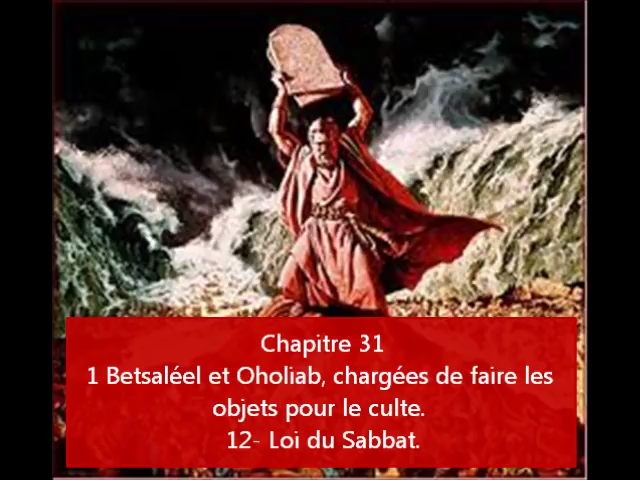 Chapitre 31
1 Betsaléel et Oholiab, chargées de faire les
objets pour le culte.
12- Loi du Sabbat.